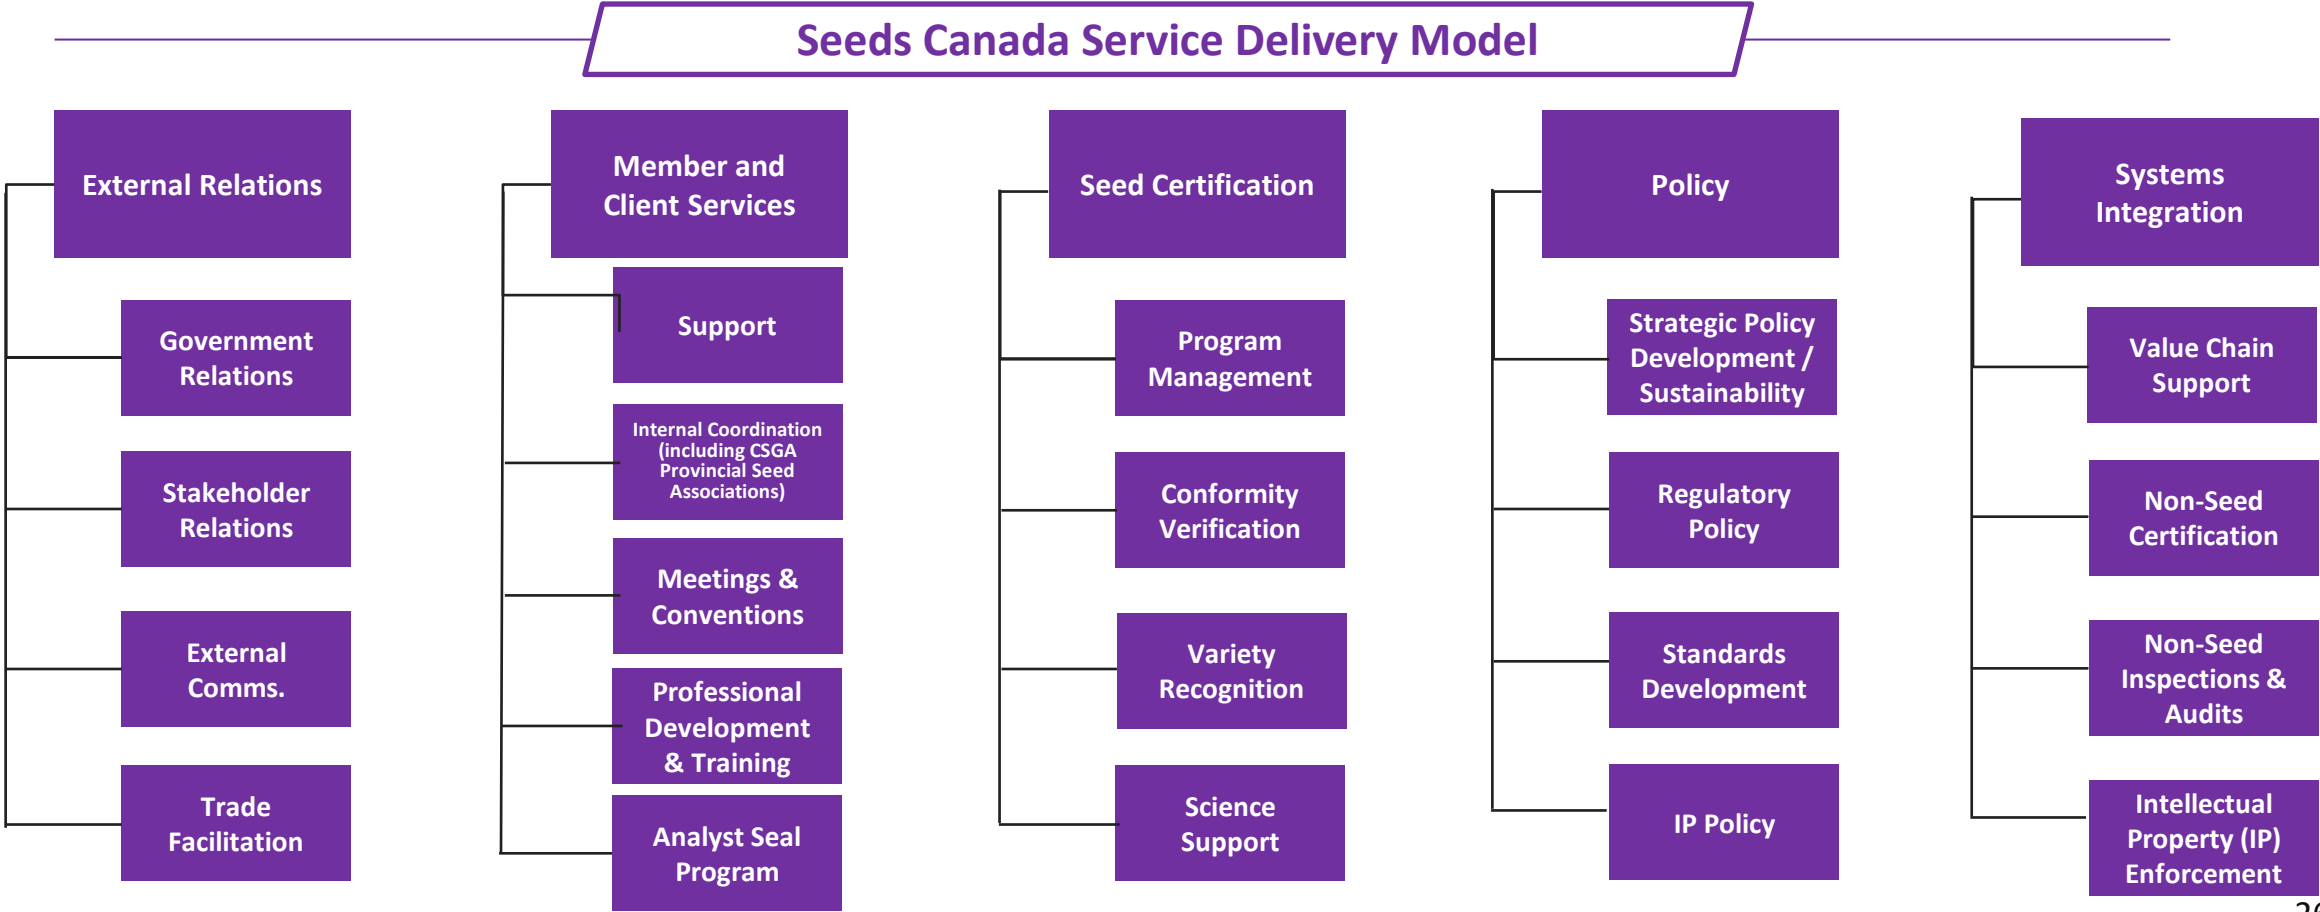 Seeds Canada Service Delivery Model
External Relations
Government
Relations
Stakeholder
Relations
External
Comms.
Trade
Facilitation
Member and
Client Services
Support
Internal Coordination
(including CSGA
Provincial Seed
Associations)
Meetings &
Conventions
Professional
Development
& Training
Analyst Seal
Program
Seed Certification
Program
Management
Conformity
Verification
Variety
Recognition
Science
Support
Policy
Strategic Policy
Development /
Sustainability
Regulatory
Policy
Standards
Development
IP Policy
Systems
Integration
Value Chain
Support
Non-Seed
Certification
Non-Seed
Inspections &
Audits
Intellectual
Property (IP)
Enforcement